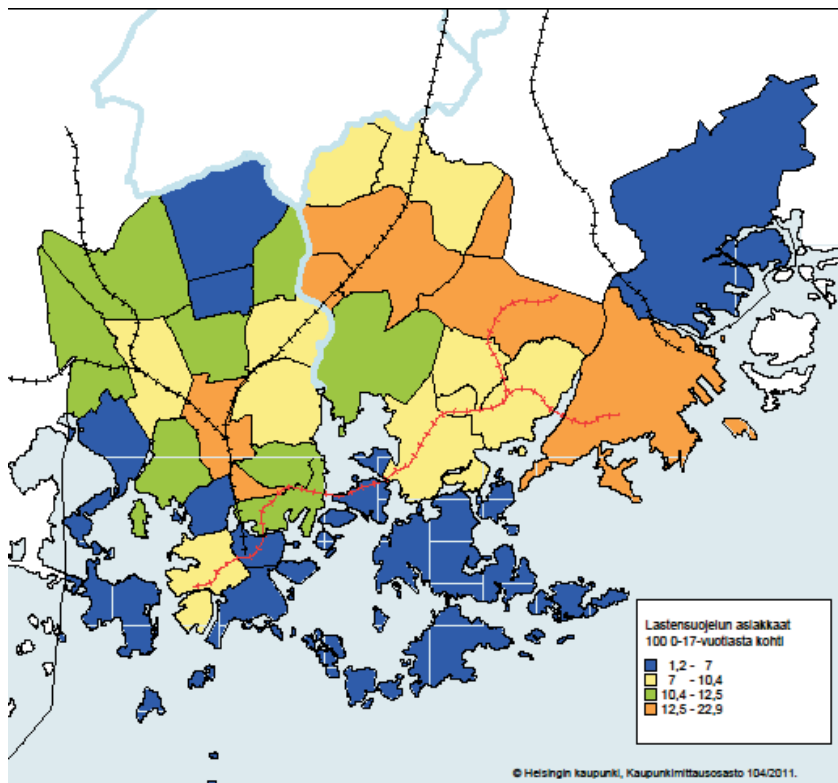 Lastensuojelun asiakkaat
100 0-17-vuotiasta kohti
1,2 - 7
7 - 10,4
10,4 - 12,5
12,5 - 22,9
© Helsingin kaupunki, Kaupunkimittausosasto 104/2011.